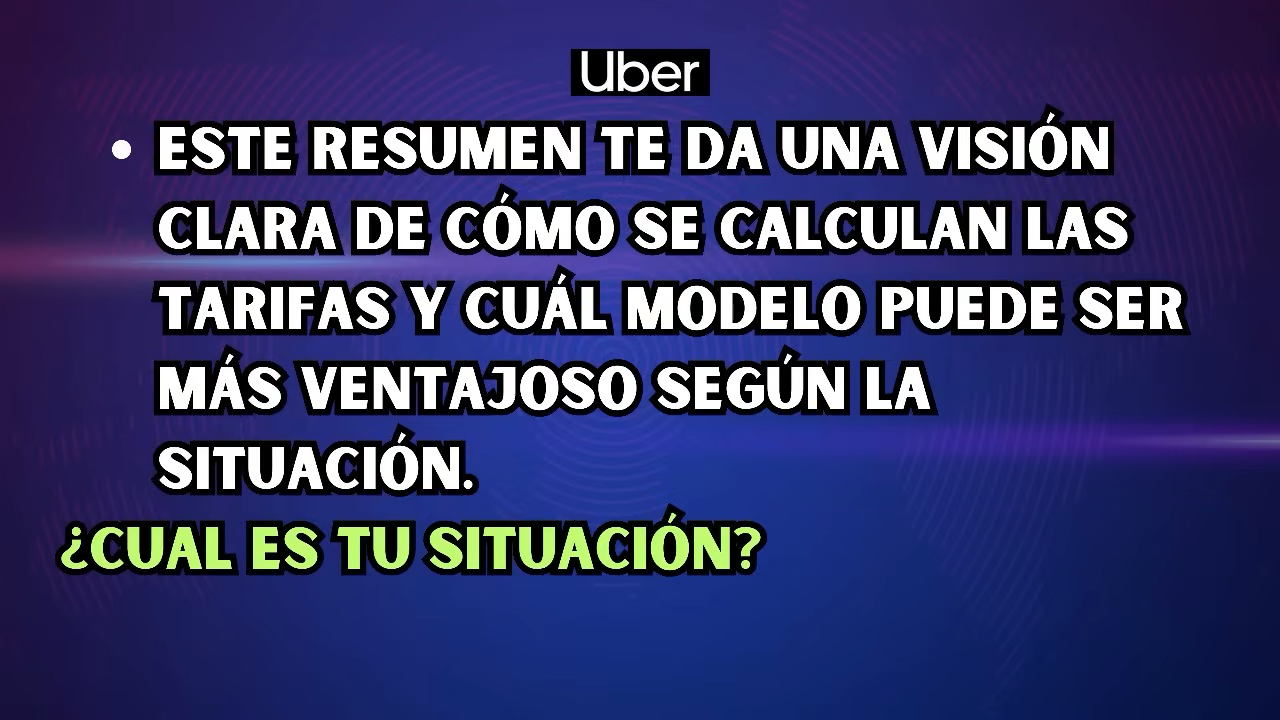 Uber
• ESTE RESUMEN TE DA UNA VISIÓN
CLARA DE CÓMO SE CALCULAN LAS
TARIFAS Y CUÁL MODELO PUEDE SER
MÁS VENTAJOSO SEGÚN LA
SITUACIÓN.
¿CUAL ES TU SITUACIÓN?